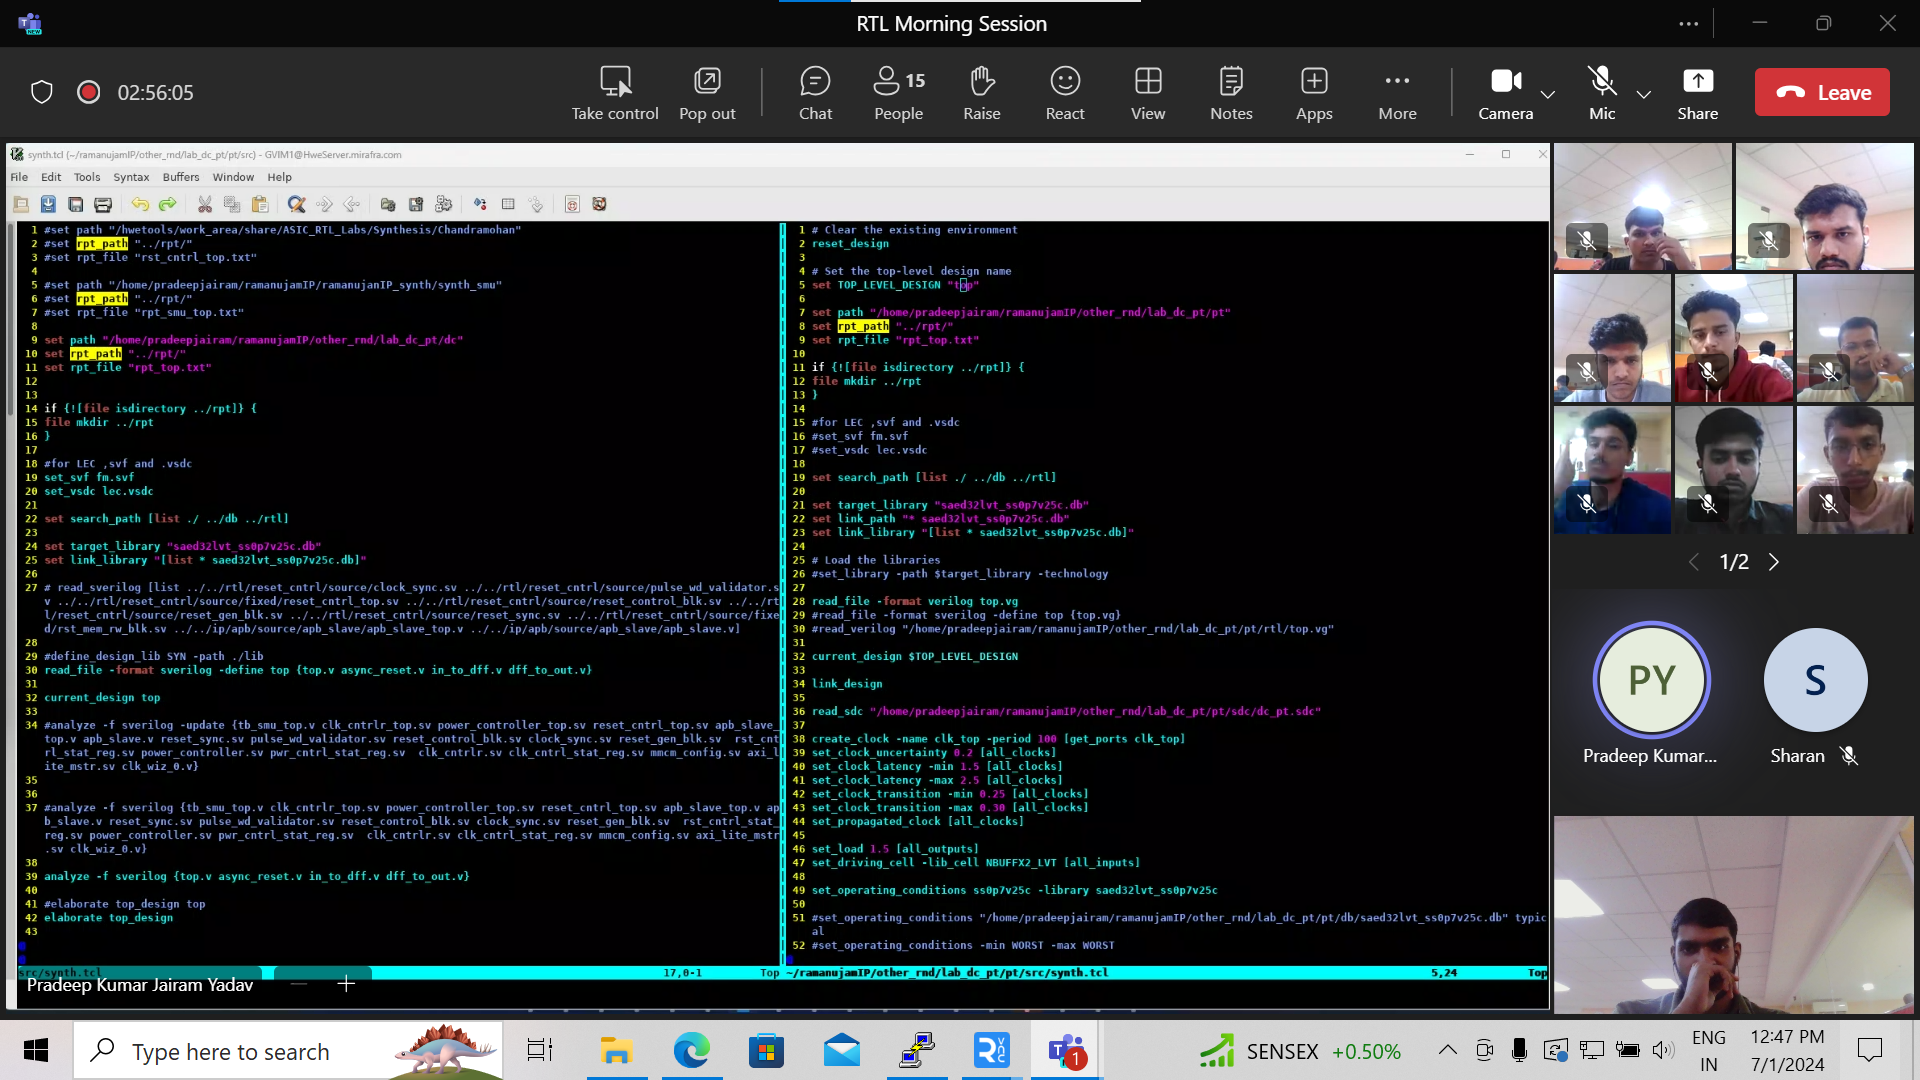 RTL Morning Session
02:56:05
Take control
Pop out
Chat
15
People
Raise
React
View
Notes
Apps
More
Camera
Mic
Share
Leave
synth.tcl (~/ramanujamIP/other_rnd/lab_dc_pt/pt/src) - GVIM1@HweServer.mirafra.com
File Edit Tools Syntax Buffers Window Help
1 #set path "/hwetools/work_area/share/ASIC_RTL_Labs/Synthesis/Chandramohan"
2 #set rpt_path "../rpt/"
3 #set rpt_file "rst_cntrl_top.txt"
4
5 #set path "/home/pradeepjairam/ramanujamIP/ramanujanIP_synth/synth_smu"
6 #set rpt_path "../rpt/"
7 #set rpt_file "rpt_smu_top.txt"
8
9 set path "/home/pradeepjairam/ramanujamIP/other_rnd/lab_dc_pt/dc"
10 set rpt_path "../rpt/"
11 set rpt_file "rpt_top.txt"
12
13
14 if {![file isdirectory ../rpt]} {
15 file mkdir ../rpt
16 }
17
18 #for LEC ,svf and .vsdc
19 set_svf fm.svf
20 set_vsdc lec.vsdc
21
22 set search_path [list ./ ../db ../rtl]
23
24 set target_library "saed32lvt_ss0p7v25c.db"
25 set link_library "[list * saed32lvt_ss0p7v25c.db]"
26
27 # read_sverilog [list ../../rtl/reset_cntrl/source/clock_sync.sv ../../rtl/reset_cntrl/source/pulse_wd_validator.s
v ../../rtl/reset_cntrl/source/fixed/reset_cntrl_top.sv ../../rtl/reset_cntrl/source/reset_control_blk.sv ../../rt
l/reset_cntrl/source/reset_gen_blk.sv ../../rtl/reset_cntrl/source/reset_sync.sv ../../rtl/reset_cntrl/source/fixe
d/rst_mem_rw_blk.sv ../../ip/apb/source/apb_slave/apb_slave_top.v ../../ip/apb/source/apb_slave/apb_slave.v]
28
29 #define_design_lib SYN -path ./lib
30 read_file -format sverilog -define top {top.v async_reset.v in_to_dff.v dff_to_out.v}
31
32 current_design top
33
34 #analyze -f sverilog -update {tb_smu_top.v clk_cntrlr_top.sv power_controller_top.sv reset_cntrl_top.sv apb_slave_
top.v apb_slave.v reset_sync.sv pulse_wd_validator.sv reset_control_blk.sv clock_sync.sv reset_gen_blk.sv  rst_cnt
rl_stat_reg.sv power_controller.sv pwr_cntrl_stat_reg.sv  clk_cntrlr.sv clk_cntrl_stat_reg.sv mmcm_config.sv axi_l
ite_mstr.sv clk_wiz_0.v}
35
36
37 #analyze -f sverilog {tb_smu_top.v clk_cntrlr_top.sv power_controller_top.sv reset_cntrl_top.sv apb_slave_top.v ap
b_slave.v reset_sync.sv pulse_wd_validator.sv reset_control_blk.sv clock_sync.sv reset_gen_blk.sv  rst_cntrl_stat_
reg.sv power_controller.sv pwr_cntrl_stat_reg.sv  clk_cntrlr.sv clk_cntrl_stat_reg.sv mmcm_config.sv axi_lite_mstr
.sv clk_wiz_0.v}
38
39 analyze -f sverilog {top.v async_reset.v in_to_dff.v dff_to_out.v}
40
41 #elaborate top_design top
42 elaborate top_design
43
src/synth.tcl 17,0-1 Top
1 # Clear the existing environment
2 reset_design
3
4 # Set the top-level design name
5 set TOP_LEVEL_DESIGN "top"
6
7 set path "/home/pradeepjairam/ramanujamIP/other_rnd/lab_dc_pt/pt"
8 set rpt_path "../rpt/"
9 set rpt_file "rpt_top.txt"
10
11 if {![file isdirectory ../rpt]} {
12 file mkdir ../rpt
13 }
14
15 #for LEC ,svf and .vsdc
16 #set_svf fm.svf
17 #set_vsdc lec.vsdc
18
19 set search_path [list ./ ../db ../rtl]
20
21 set target_library "saed32lvt_ss0p7v25c.db"
22 set link_path "* saed32lvt_ss0p7v25c.db"
23 set link_library "[list * saed32lvt_ss0p7v25c.db]"
24
25 # Load the libraries
26 #set_library -path $target_library -technology
27
28 read_file -format verilog top.vg
29 #read_file -format sverilog -define top {top.vg}
30 #read_verilog "/home/pradeepjairam/ramanujamIP/other_rnd/lab_dc_pt/pt/rtl/top.vg"
31
32 current_design $TOP_LEVEL_DESIGN
33
34 link_design
35
36 read_sdc "/home/pradeepjairam/ramanujamIP/other_rnd/lab_dc_pt/pt/sdc/dc_pt.sdc"
37
38 create_clock -name clk_top -period 100 [get_ports clk_top]
39 set_clock_uncertainty 0.2 [all_clocks]
40 set_clock_latency -min 1.5 [all_clocks]
41 set_clock_latency -max 2.5 [all_clocks]
42 set_clock_transition -min 0.25 [all_clocks]
43 set_clock_transition -max 0.30 [all_clocks]
44 set_propagated_clock [all_clocks]
45
46 set_load 1.5 [all_outputs]
47 set_driving_cell -lib_cell NBUFFX2_LVT [all_inputs]
48
49 set_operating_conditions ss0p7v25c -library saed32lvt_ss0p7v25c
50
51 #set_operating_conditions "/home/pradeepjairam/ramanujamIP/other_rnd/lab_dc_pt/pt/db/saed32lvt_ss0p7v25c.db" typic
al
52 #set_operating_conditions -min WORST -max WORST
~/ramanujamIP/other_rnd/lab_dc_pt/pt/src/synth.tcl 5,24 Top
Pradeep Kumar Jairam Yadav
1/2
PY
Pradeep Kumar...
S
Sharan
Type here to search
1
SENSEX +0.50%
ENG
IN
12:47 PM
7/1/2024